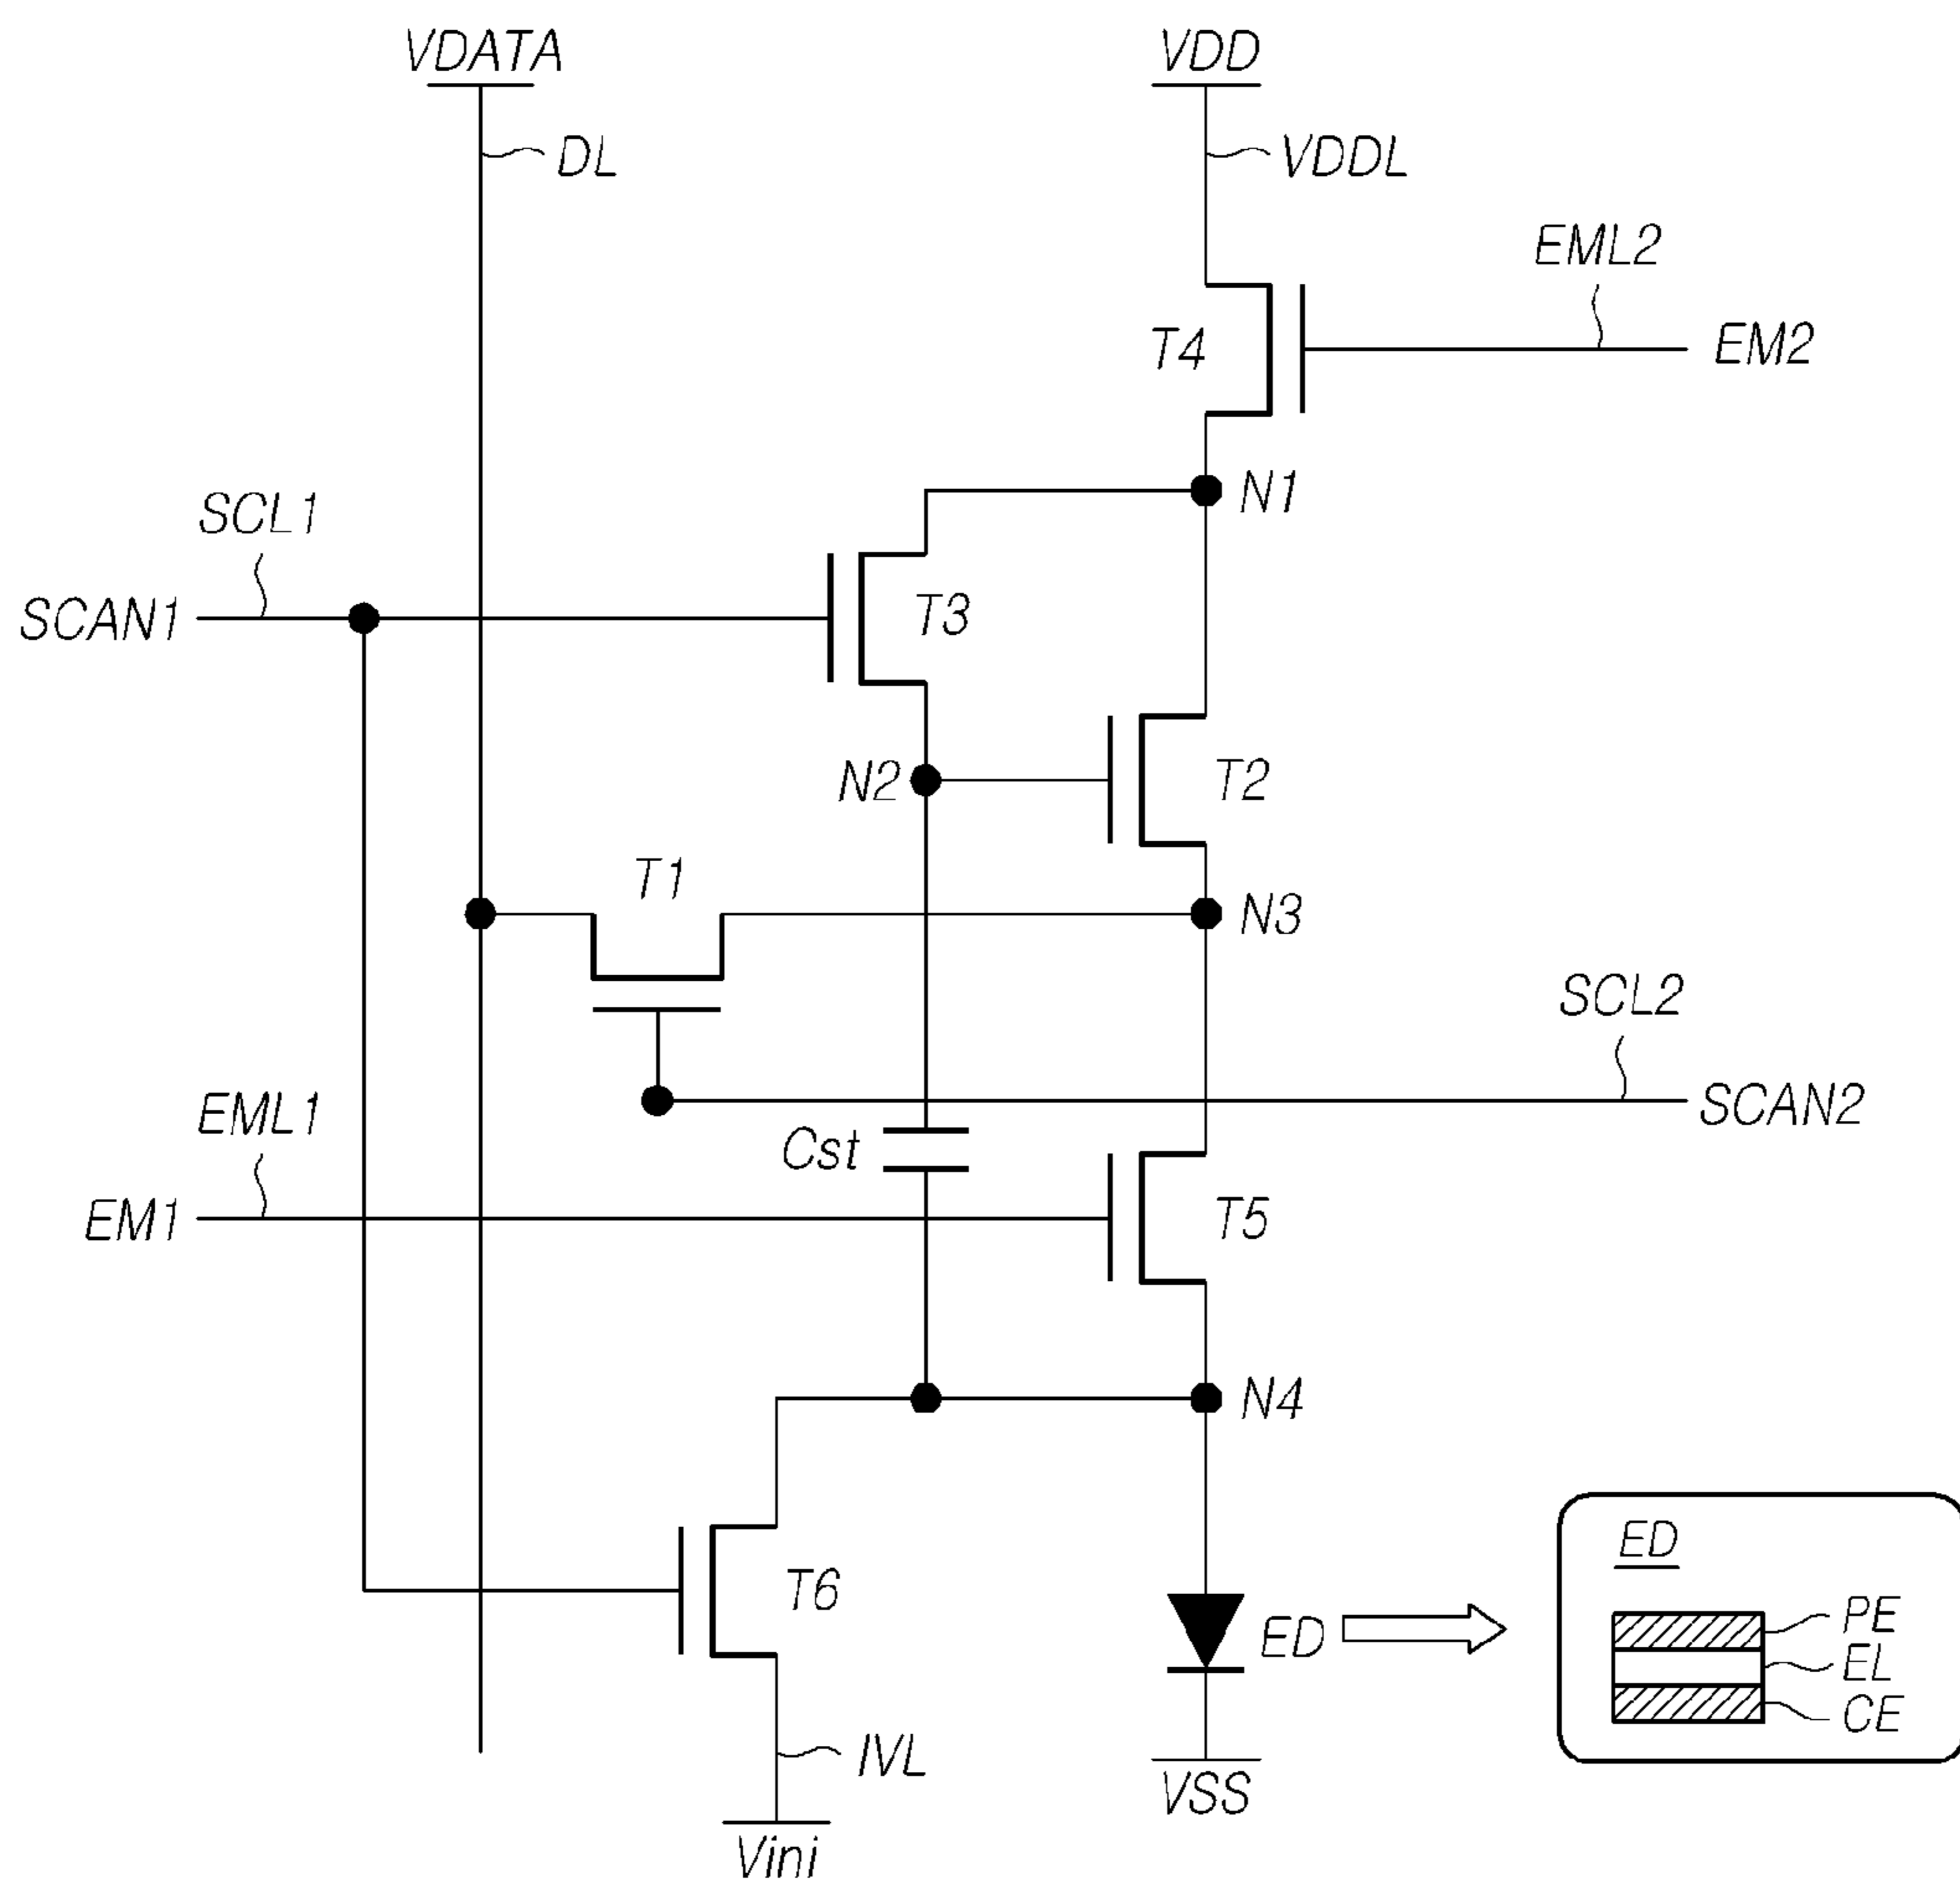 VDATA
VDD
DL
VDDL
EML2
T4
EM2
N1
SCL1
SCAN1
T3
N2
T2
T1
N3
SCL2
EML1
Cst
SCAN2
EM1
T5
N4
ED
T6
PE
ED
EL
CE
IVL
VSS
Vini